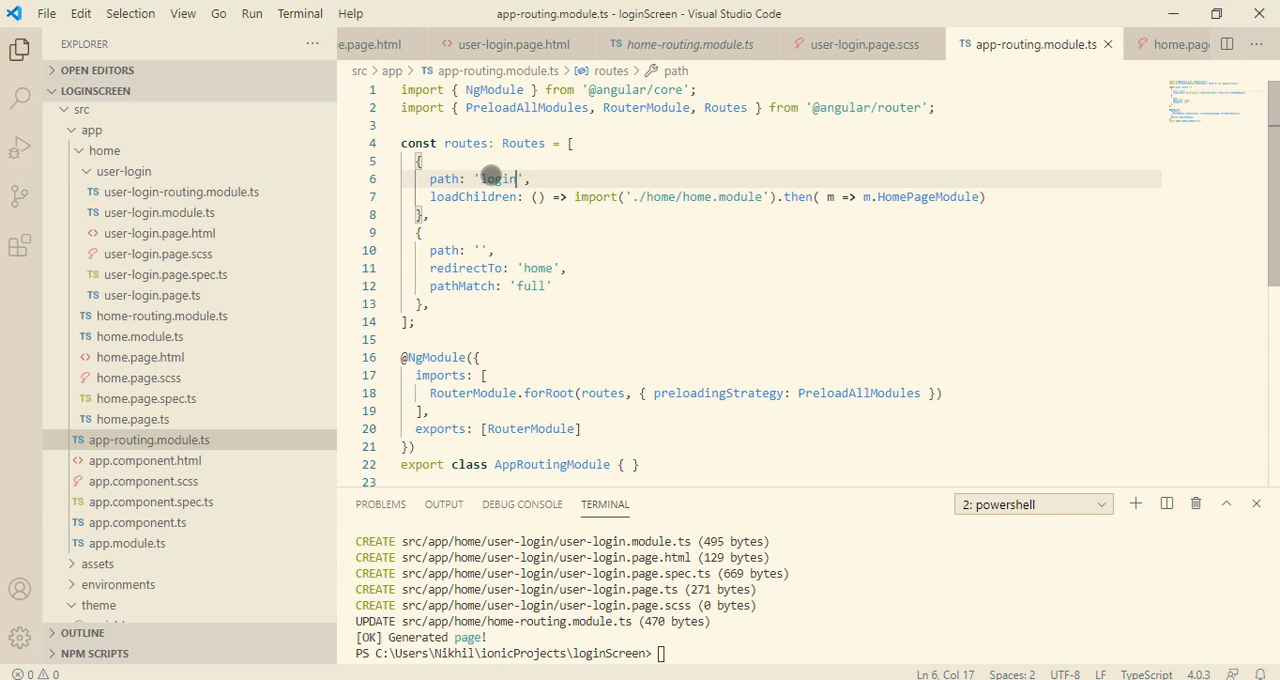 File Edit Selection View Go Run Terminal Help
app-routing.module.ts - loginScreen - Visual Studio Code
EXPLORER
OPEN EDITORS
LOGINSCREEN
src
app
home
user-login
TS user-login-routing.module.ts
TS user-login.module.ts
<> user-login.page.html
user-login.page.scss
TS user-login.page.spec.ts
TS user-login.page.ts
TS home-routing.module.ts
TS home.module.ts
<> home.page.html
home.page.scss
TS home.page.spec.ts
TS home.page.ts
TS app-routing.module.ts
<> app.component.html
app.component.scss
TS app.component.spec.ts
TS app.component.ts
TS app.module.ts
assets
environments
theme
OUTLINE
NPM SCRIPTS
e.page.html <> user-login.page.html TS home-routing.module.ts user-login.page.scss TS app-routing.module.ts home.page
src > app > TS app-routing.module.ts > routes > path
1 import { NgModule } from '@angular/core';
2 import { PreloadAllModules, RouterModule, Routes } from '@angular/router';
3
4 const routes: Routes = [
5 {
6 path: 'login',
7 loadChildren: () => import('./home/home.module').then( m => m.HomePageModule)
8 },
9 {
10 path: '',
11 redirectTo: 'home',
12 pathMatch: 'full'
13 },
14 ];
15
16 @NgModule({
17 imports: [
18 RouterModule.forRoot(routes, { preloadingStrategy: PreloadAllModules })
19 ],
20 exports: [RouterModule]
21 })
22 export class AppRoutingModule { }
23
PROBLEMS OUTPUT DEBUG CONSOLE TERMINAL
2: powershell
CREATE src/app/home/user-login/user-login.module.ts (495 bytes)
CREATE src/app/home/user-login/user-login.page.html (129 bytes)
CREATE src/app/home/user-login/user-login.page.spec.ts (669 bytes)
CREATE src/app/home/user-login/user-login.page.ts (271 bytes)
CREATE src/app/home/user-login/user-login.page.scss (0 bytes)
UPDATE src/app/home/home-routing.module.ts (470 bytes)
[OK] Generated page!
PS C:\Users\Nikhil\ionicProjects\loginScreen>
0 0
Ln 6, Col 17 Spaces: 2 UTF-8 LF TypeScript 4.0.3